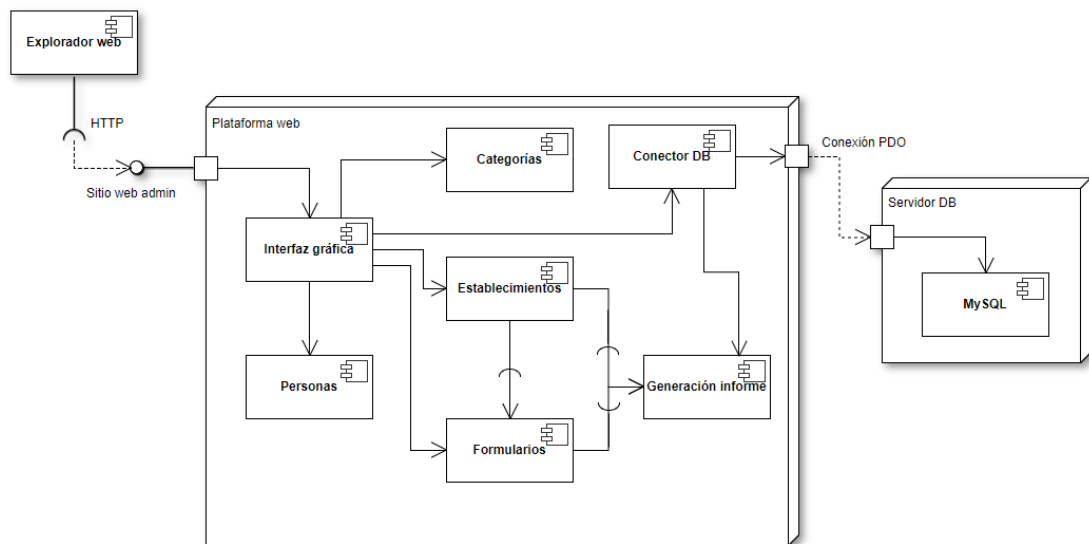 Explorador web
HTTP
Sitio web admin
Plataforma web
Categorías
Conector DB
Conexión PDO
Servidor DB
Interfaz gráfica
Establecimientos
MySQL
Personas
Generación informe
Formularios